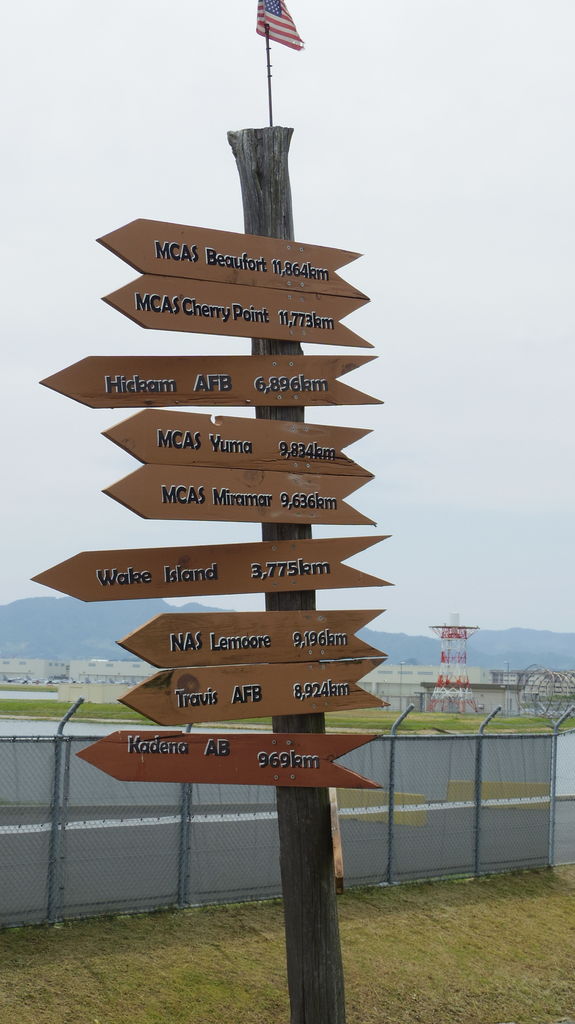 MCAS Beaufort 11,864km
MCAS Cherry Point 11,773km
Hickam AFB 6,896km
MCAS Yuma 9,834km
MCAS Miramar 9,636km
Wake Island 3,775km
NAS Lemoore 9,196km
Travis AFB 8,924km
Kadena AB 969km